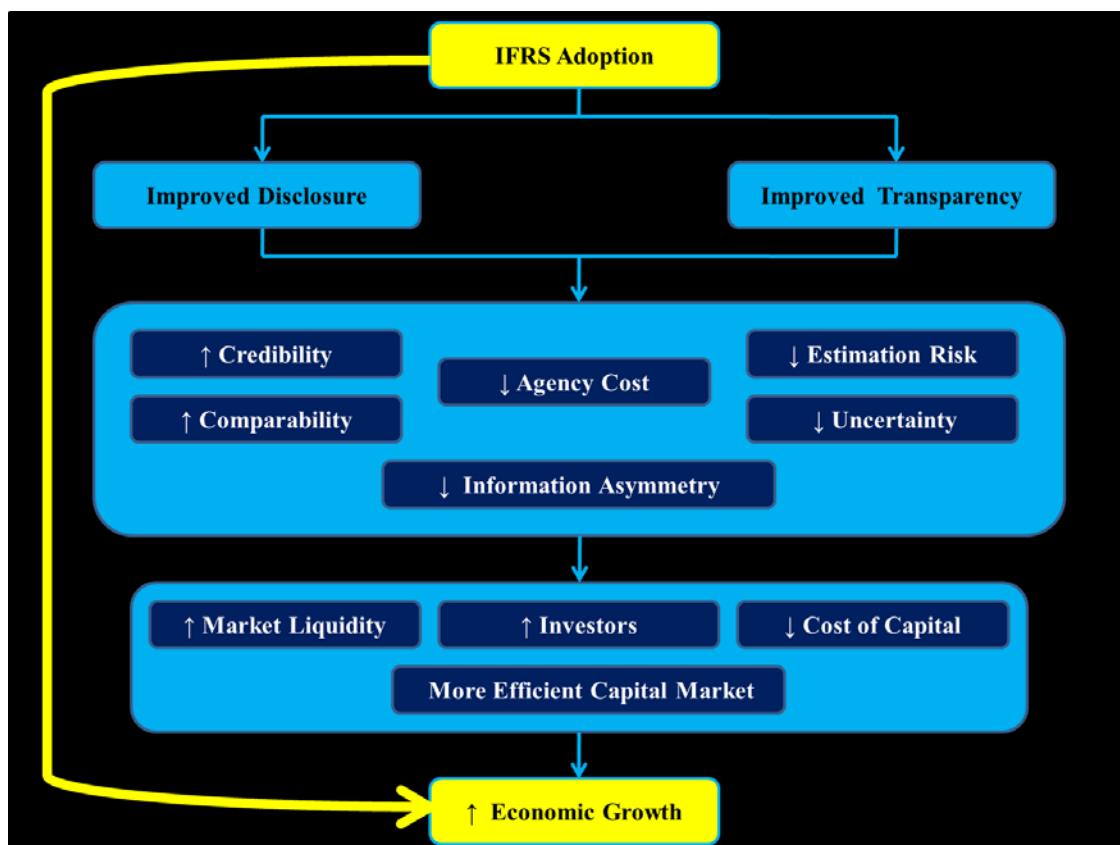 IFRS Adoption
Improved Disclosure
Improved Transparency
↑ Credibility
↓ Agency Cost
↓ Estimation Risk
↑ Comparability
↓ Uncertainty
↓ Information Asymmetry
↑ Market Liquidity
↑ Investors
↓ Cost of Capital
More Efficient Capital Market
↑ Economic Growth